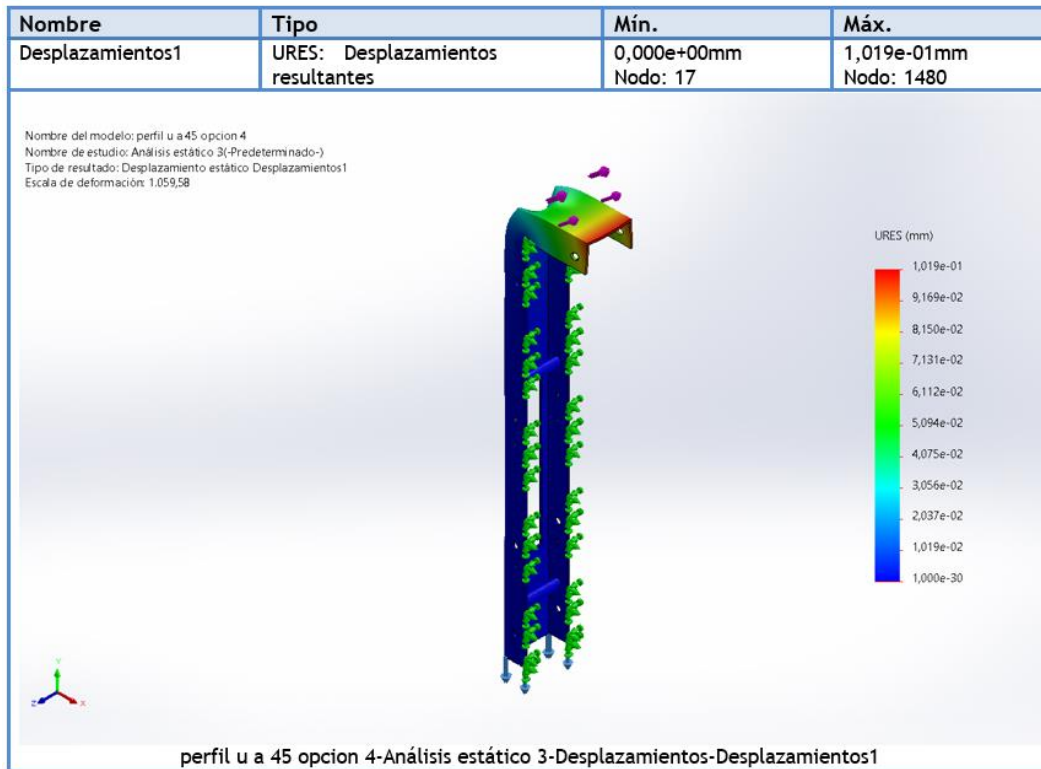 Nombre Tipo Mín. Máx.
Desplazamientos1 URES: Desplazamientos resultantes 0,000e+00mm Nodo: 17 1,019e-01mm Nodo: 1480
Nombre del modelo: perfil u a 45 opcion 4
Nombre de estudio: Análisis estático 3(-Predeterminado-)
Tipo de resultado: Desplazamiento estático Desplazamientos1
Escala de deformación: 1.059,58
URES (mm)
1,019e-01
9,169e-02
8,150e-02
7,131e-02
6,112e-02
5,094e-02
4,075e-02
3,056e-02
2,037e-02
1,019e-02
1,000e-30
Y
Z
X
perfil u a 45 opcion 4-Análisis estático 3-Desplazamientos-Desplazamientos1